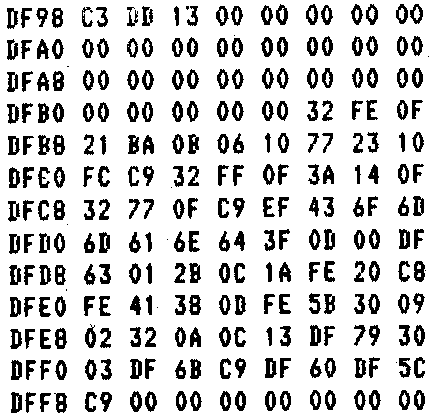 DF98 C3 DD 13 00 00 00 00 00
DFA0 00 00 00 00 00 00 00 00
DFA8 00 00 00 00 00 00 00 00
DFB0 00 00 00 00 00 32 FE 0F
DFB8 21 BA 0B 06 10 77 23 10
DFC0 FC C9 32 FF 0F 3A 14 0F
DFC8 32 77 0F C9 EF 43 6F 6D
DFD0 6D 61 6E 64 3F 0D 00 DF
DFD8 63 01 2B 0C 1A FE 20 C8
DFE0 FE 41 38 0D FE 5B 30 09
DFE8 02 32 0A 0C 13 DF 79 30
DFF0 03 DF 6B C9 DF 60 DF 5C
DFF8 C9 00 00 00 00 00 00 00